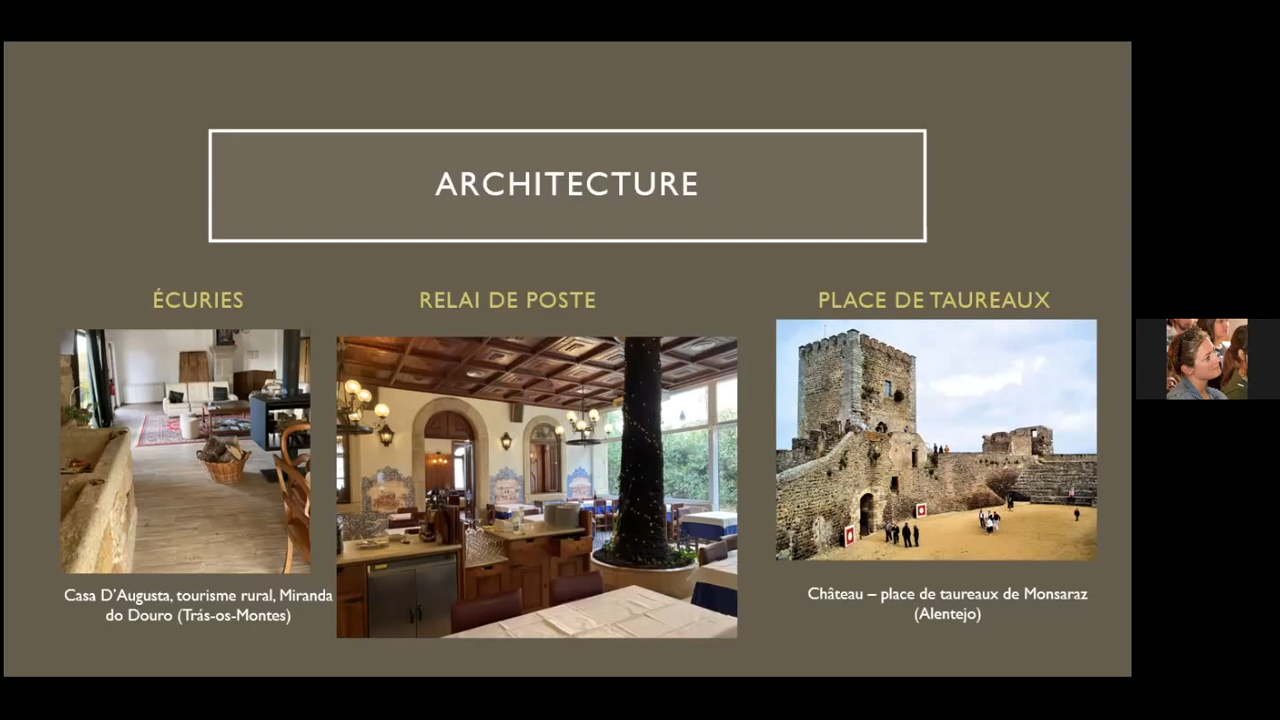 ARCHITECTURE
ÉCURIES
RELAI DE POSTE
PLACE DE TAUREAUX
Casa D'Augusta, tourisme rural, Miranda
do Douro (Trás-os-Montes)
Château – place de taureaux de Monsaraz
(Alentejo)